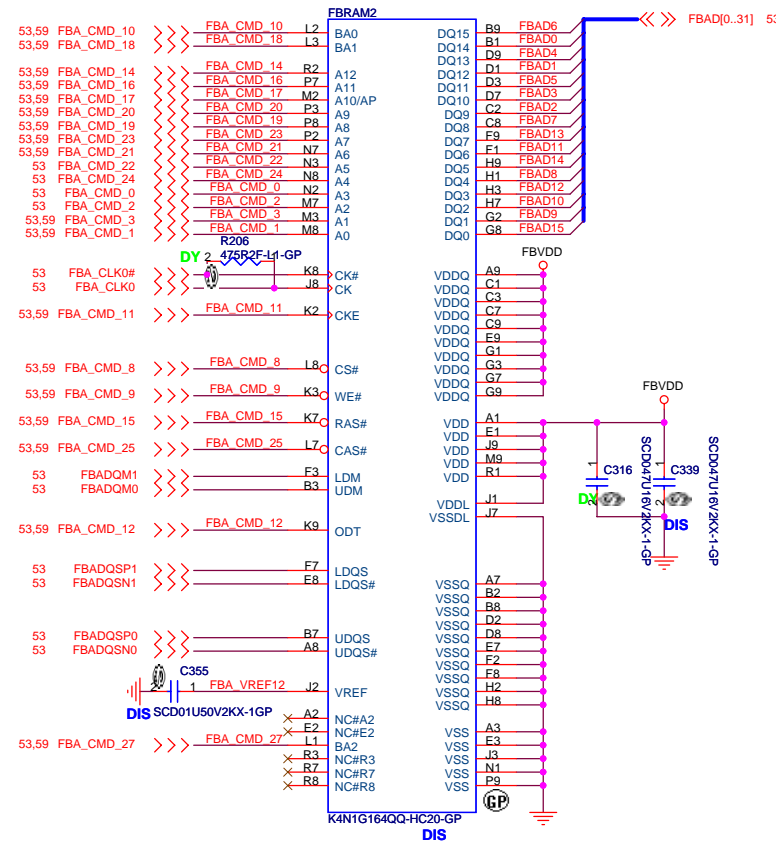 FBRAM2
53,59 FBA_CMD_10 FBA_CMD_10 L2 BA0 DQ15 B9 FBAD6 FBAD[0..31] 53
53,59 FBA_CMD_18 FBA_CMD_18 L3 BA1 DQ14 B1 FBAD0
DQ13 D9 FBAD4
53,59 FBA_CMD_14 FBA_CMD_14 R2 A12 DQ12 D1 FBAD1
53,59 FBA_CMD_16 FBA_CMD_16 P7 A11 DQ11 D3 FBAD5
53,59 FBA_CMD_17 FBA_CMD_17 M2 A10/AP DQ10 D7 FBAD3
53,59 FBA_CMD_20 FBA_CMD_20 P3 A9 DQ9 C2 FBAD2
53,59 FBA_CMD_19 FBA_CMD_19 P8 A8 DQ8 C8 FBAD7
53,59 FBA_CMD_23 FBA_CMD_23 P2 A7 DQ7 F9 FBAD13
53,59 FBA_CMD_21 FBA_CMD_21 N7 A6 DQ6 F1 FBAD11
53 FBA_CMD_22 FBA_CMD_22 N3 A5 DQ5 H9 FBAD14
53 FBA_CMD_24 FBA_CMD_24 N8 A4 DQ4 H1 FBAD8
53 FBA_CMD_0 FBA_CMD_0 N2 A3 DQ3 H3 FBAD12
53 FBA_CMD_2 FBA_CMD_2 M7 A2 DQ2 H7 FBAD10
53,59 FBA_CMD_3 FBA_CMD_3 M3 A1 DQ1 G2 FBAD9
53,59 FBA_CMD_1 FBA_CMD_1 M8 A0 DQ0 G8 FBAD15
R206
DY 2 475R2F-L1-GP 1 FBVDD
53 FBA_CLK0# K8 CK# VDDQ A9
53 FBA_CLK0 J8 CK VDDQ C1
VDDQ C3
53,59 FBA_CMD_11 FBA_CMD_11 K2 CKE VDDQ C7
VDDQ C9
VDDQ E9
VDDQ G1
53,59 FBA_CMD_8 FBA_CMD_8 L8 CS# VDDQ G3
VDDQ G7
53,59 FBA_CMD_9 FBA_CMD_9 K3 WE# VDDQ G9
FBVDD
53,59 FBA_CMD_15 FBA_CMD_15 K7 RAS# VDD A1
VDD E1
53,59 FBA_CMD_25 FBA_CMD_25 L7 CAS# VDD J9
VDD M9
53 FBADQM1 F3 LDM VDD R1
53 FBADQM0 B3 UDM
1 C316 1 C339
DY 2 SCD047U16V2KX-1-GP
2 DIS SCD047U16V2KX-1-GP
VDDL J1
VSSDL J7
53,59 FBA_CMD_12 FBA_CMD_12 K9 ODT
53 FBADQSP1 F7 LDQS
53 FBADQSN1 E8 LDQS# VSSQ A7
VSSQ B2
VSSQ B8
VSSQ D2
53 FBADQSP0 B7 UDQS VSSQ D8
53 FBADQSN0 A8 UDQS# VSSQ E7
VSSQ F2
C355 VSSQ F8
2 1 FBA_VREF12 J2 VREF VSSQ H2
DIS SCD01U50V2KX-1GP VSSQ H8
A2 NC#A2
E2 NC#E2 VSS A3
53,59 FBA_CMD_27 FBA_CMD_27 L1 BA2 VSS E3
R3 NC#R3 VSS J3
R7 NC#R7 VSS N1
R8 NC#R8 VSS P9
GP
K4N1G164QQ-HC20-GP
DIS